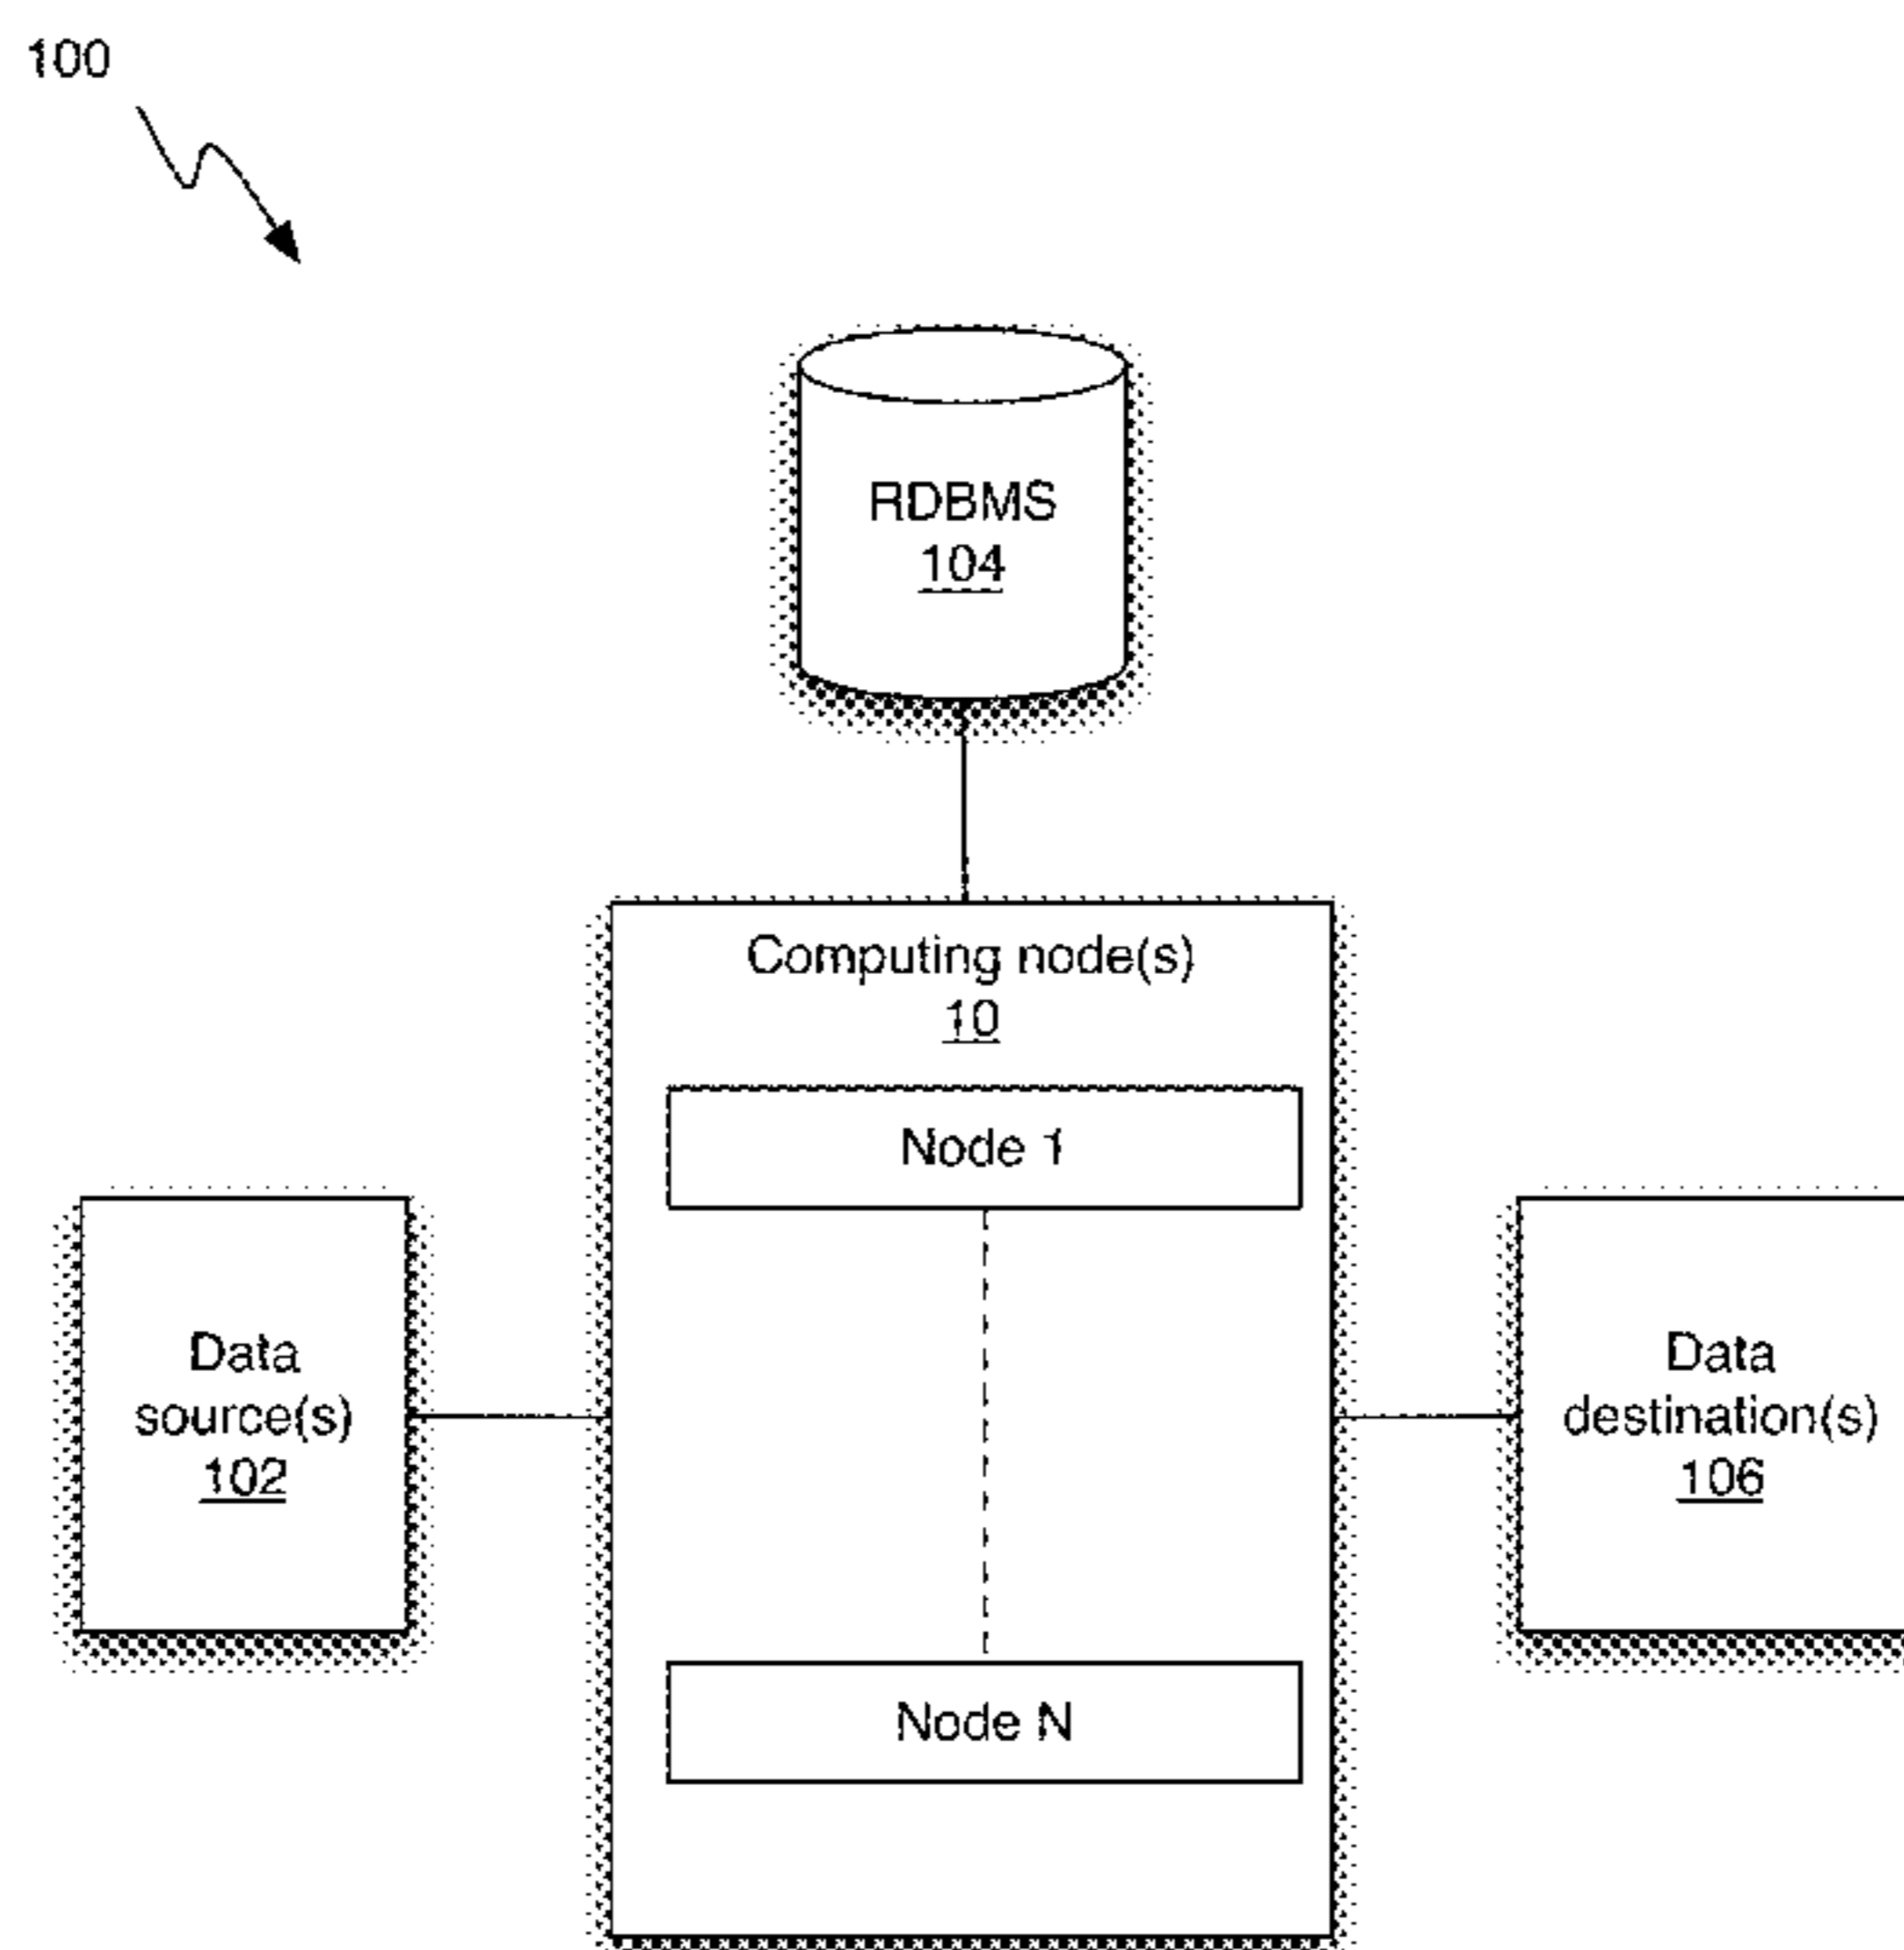 100
RDBMS
104
Computing node(s)
10
Node 1
Data
source(s)
102
Data
destination(s)
106
Node N